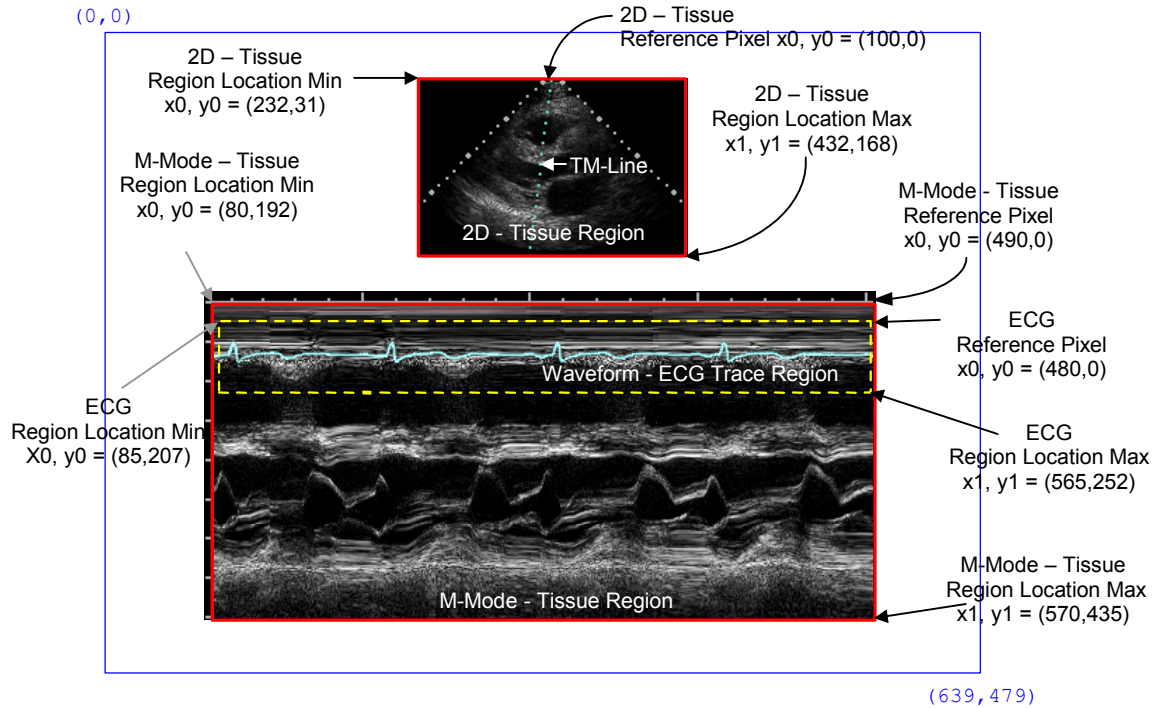 (0,0)
2D – Tissue
Reference Pixel x0, y0 = (100,0)
2D – Tissue
Region Location Min
x0, y0 = (232,31)
2D – Tissue
Region Location Max
x1, y1 = (432,168)
TM-Line
2D - Tissue Region
M-Mode – Tissue
Region Location Min
x0, y0 = (80,192)
M-Mode - Tissue
Reference Pixel
x0, y0 = (490,0)
ECG
Reference Pixel
x0, y0 = (480,0)
Waveform - ECG Trace Region
ECG
Region Location Min
X0, y0 = (85,207)
ECG
Region Location Max
x1, y1 = (565,252)
M-Mode – Tissue
Region Location Max
x1, y1 = (570,435)
M-Mode - Tissue Region
(639,479)